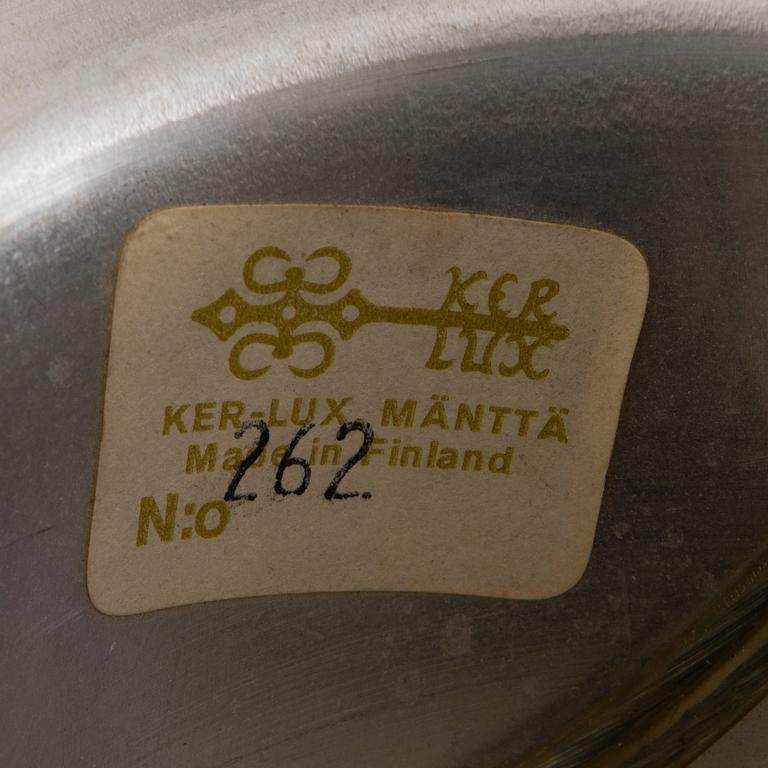 KER
LUX
KER-LUX, MÄNTTÄ
Made in Finland
262
N:o